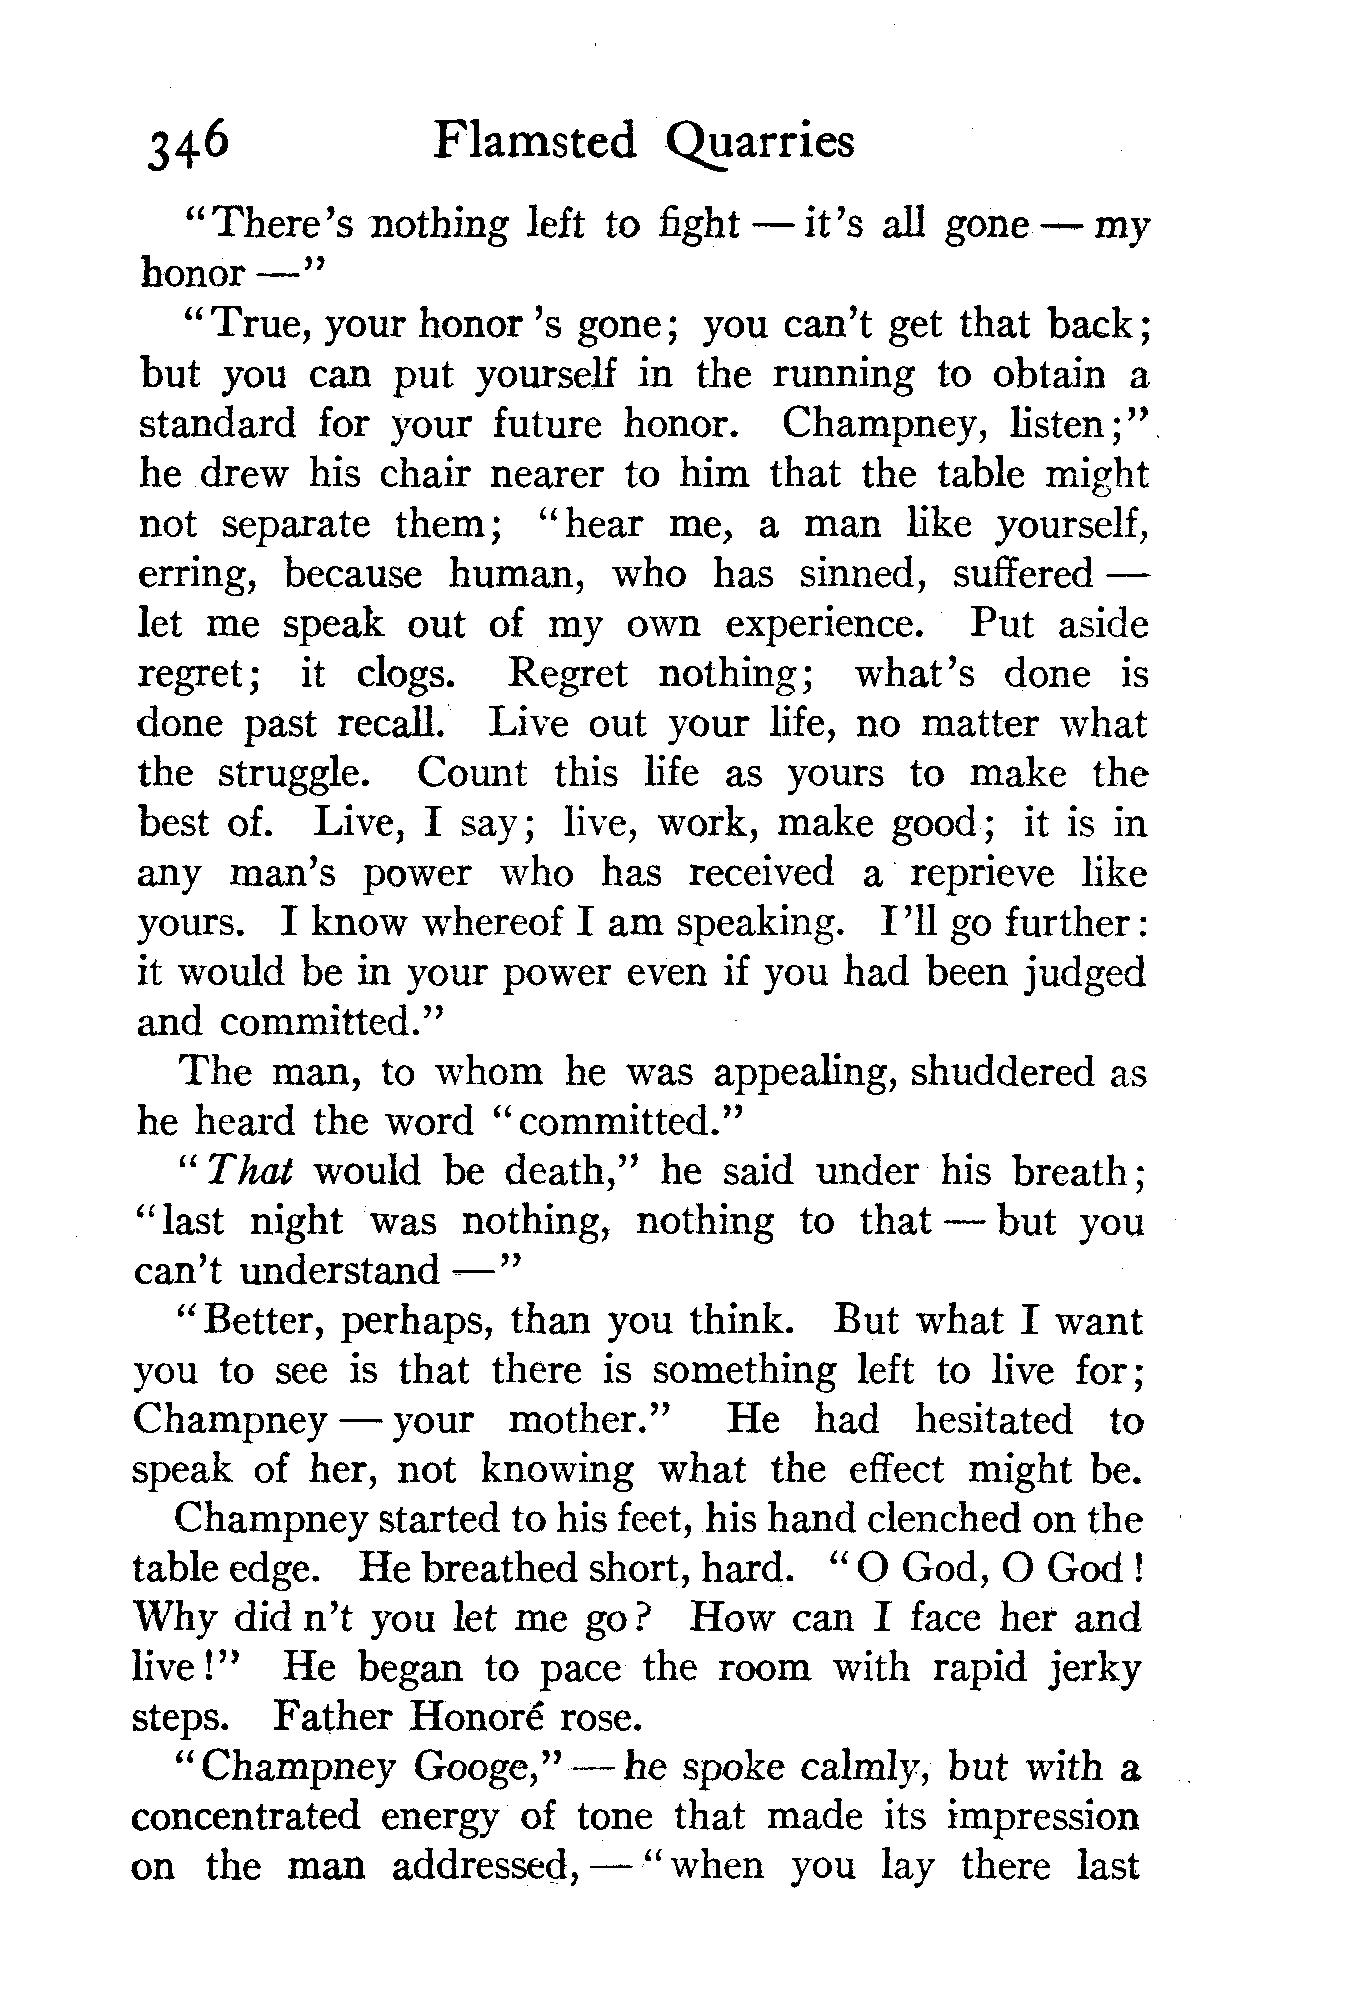 346 Flamsted Quarries
"There's nothing left to fight — it's all gone — my
honor —"
"True, your honor 's gone; you can't get that back;
but you can put yourself in the running to obtain a
standard for your future honor. Champney, listen;"
he drew his chair nearer to him that the table might
not separate them; "hear me, a man like yourself,
erring, because human, who has sinned, suffered —
let me speak out of my own experience. Put aside
regret; it clogs. Regret nothing; what's done is
done past recall. Live out your life, no matter what
the struggle. Count this life as yours to make the
best of. Live, I say; live, work, make good; it is in
any man's power who has received a reprieve like
yours. I know whereof I am speaking. I'll go further:
it would be in your power even if you had been judged
and committed."
The man, to whom he was appealing, shuddered as
he heard the word "committed."
"That would be death," he said under his breath;
"last night was nothing, nothing to that — but you
can't understand —"
"Better, perhaps, than you think. But what I want
you to see is that there is something left to live for;
Champney — your mother." He had hesitated to
speak of her, not knowing what the effect might be.
Champney started to his feet, his hand clenched on the
table edge. He breathed short, hard. "O God, O God!
Why did n't you let me go? How can I face her and
live!" He began to pace the room with rapid jerky
steps. Father Honoré rose.
"Champney Googe," — he spoke calmly, but with a
concentrated energy of tone that made its impression
on the man addressed, — "when you lay there last